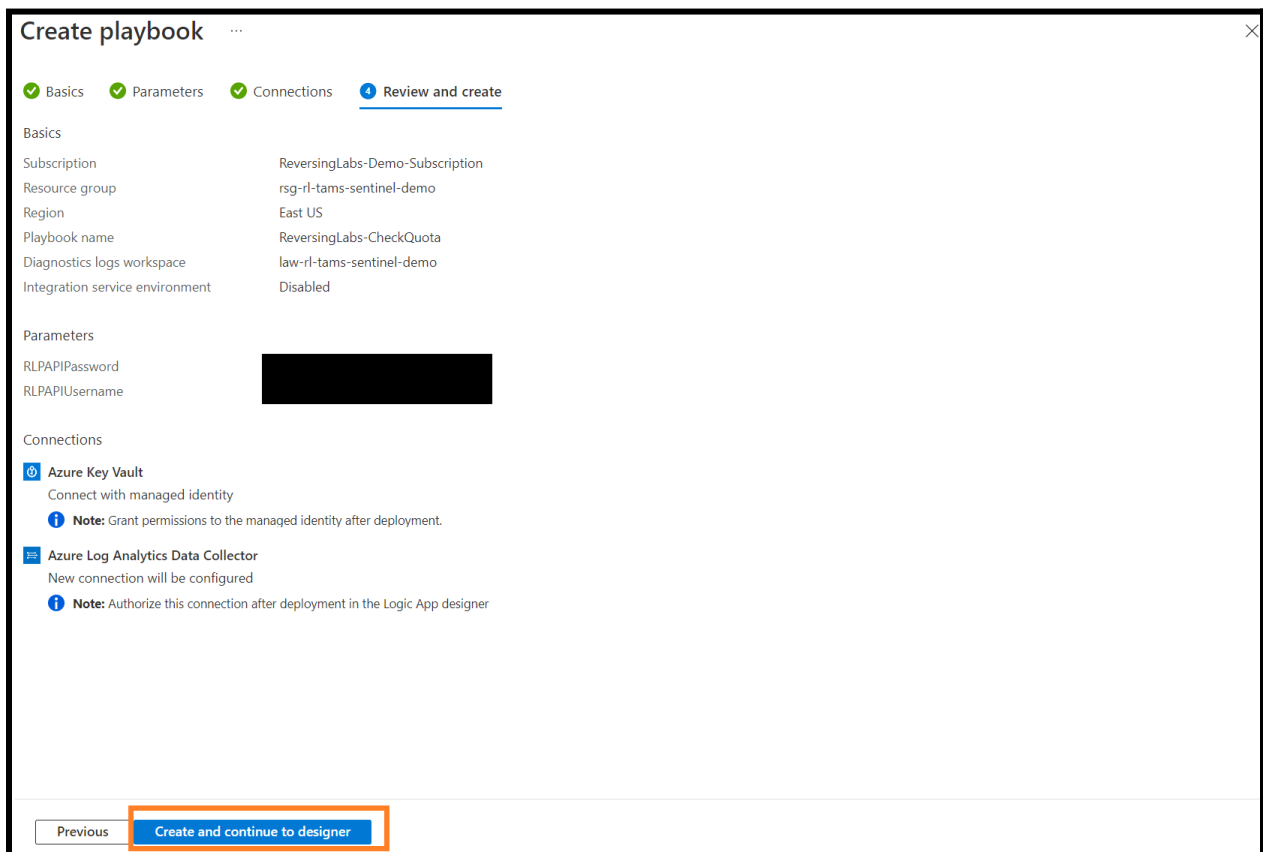 Create playbook ...
Basics Parameters Connections 4 Review and create
Basics
Subscription ReversingLabs-Demo-Subscription
Resource group rsg-rl-tams-sentinel-demo
Region East US
Playbook name ReversingLabs-CheckQuota
Diagnostics logs workspace law-rl-tams-sentinel-demo
Integration service environment Disabled
Parameters
RLPAPIPassword
RLPAPIUsername
Connections
Azure Key Vault
Connect with managed identity
Note: Grant permissions to the managed identity after deployment.
Azure Log Analytics Data Collector
New connection will be configured
Note: Authorize this connection after deployment in the Logic App designer
Previous Create and continue to designer